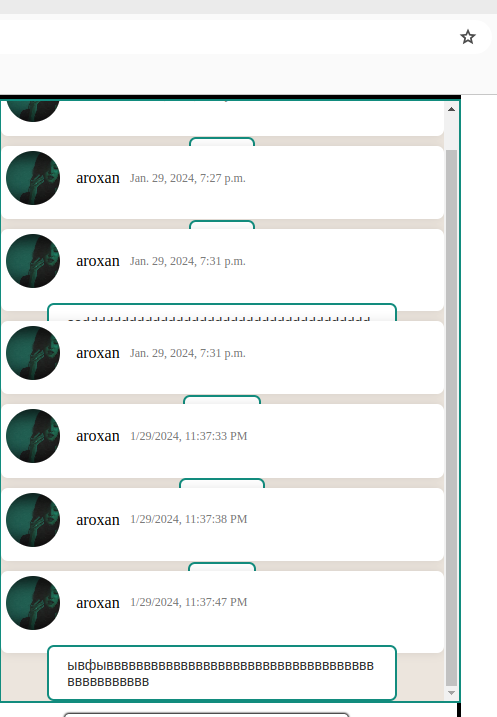 aroxan Jan. 29, 2024, 7:27 p.m.
aroxan Jan. 29, 2024, 7:31 p.m.
aroxan Jan. 29, 2024, 7:31 p.m.
aroxan 1/29/2024, 11:37:33 PM
aroxan 1/29/2024, 11:37:38 PM
aroxan 1/29/2024, 11:37:47 PM
ывфывввввввввввввввввввввввввввввввввввввв
ввввввввввв